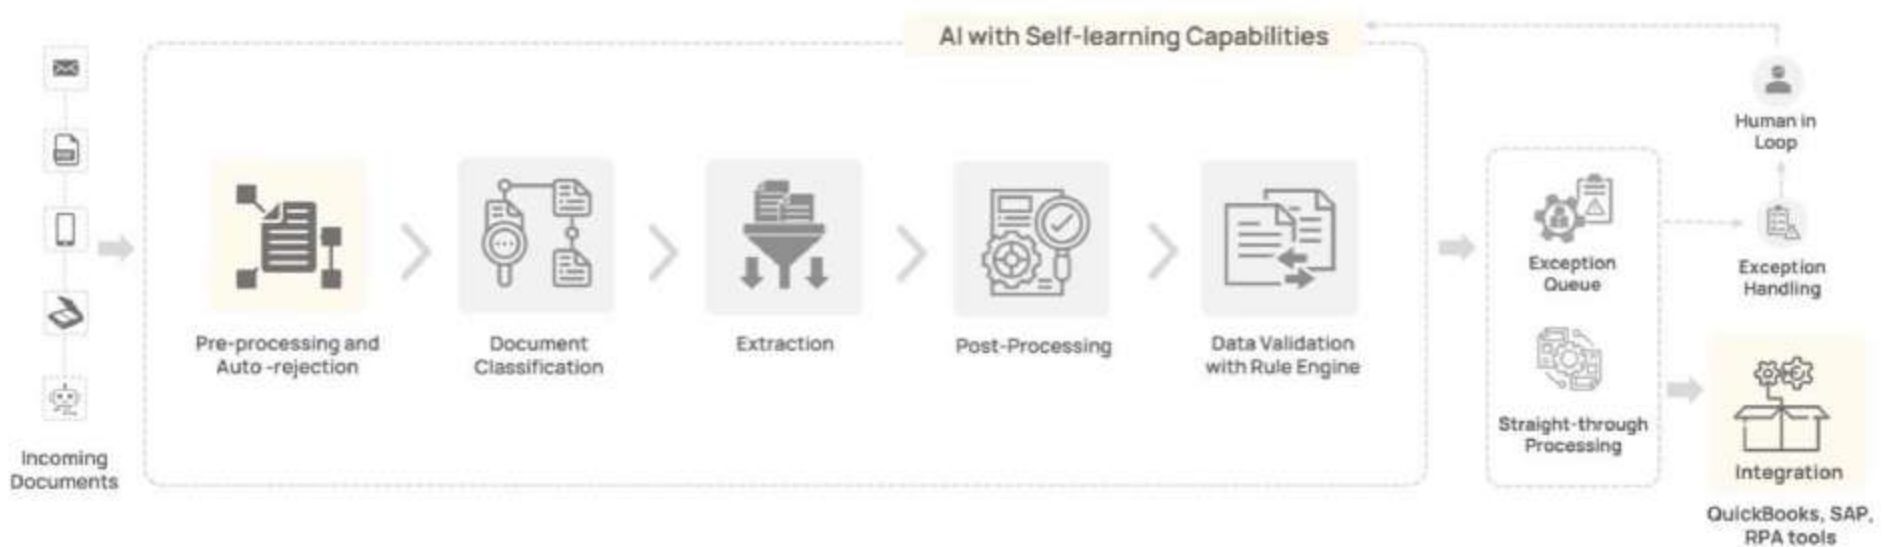 AI with Self-learning Capabilities
Incoming
Documents
Pre-processing and
Auto -rejection
Document
Classification
Extraction
Post-Processing
Data Validation
with Rule Engine
Exception
Queue
Straight-through
Processing
Human in
Loop
Exception
Handling
Integration
QuickBooks, SAP,
RPA tools